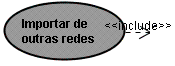 Importar de
outras redes
<<include>>